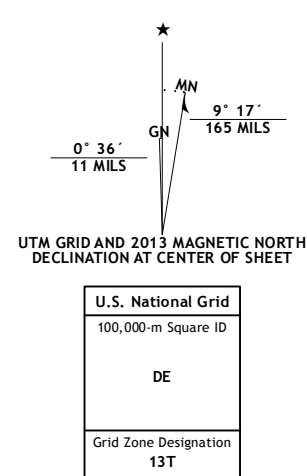 ★
MN
9° 17´
165 MILS
GN
0° 36´
11 MILS
UTM GRID AND 2013 MAGNETIC NORTH
DECLINATION AT CENTER OF SHEET
U.S. National Grid
100,000-m Square ID
DE
Grid Zone Designation
13T